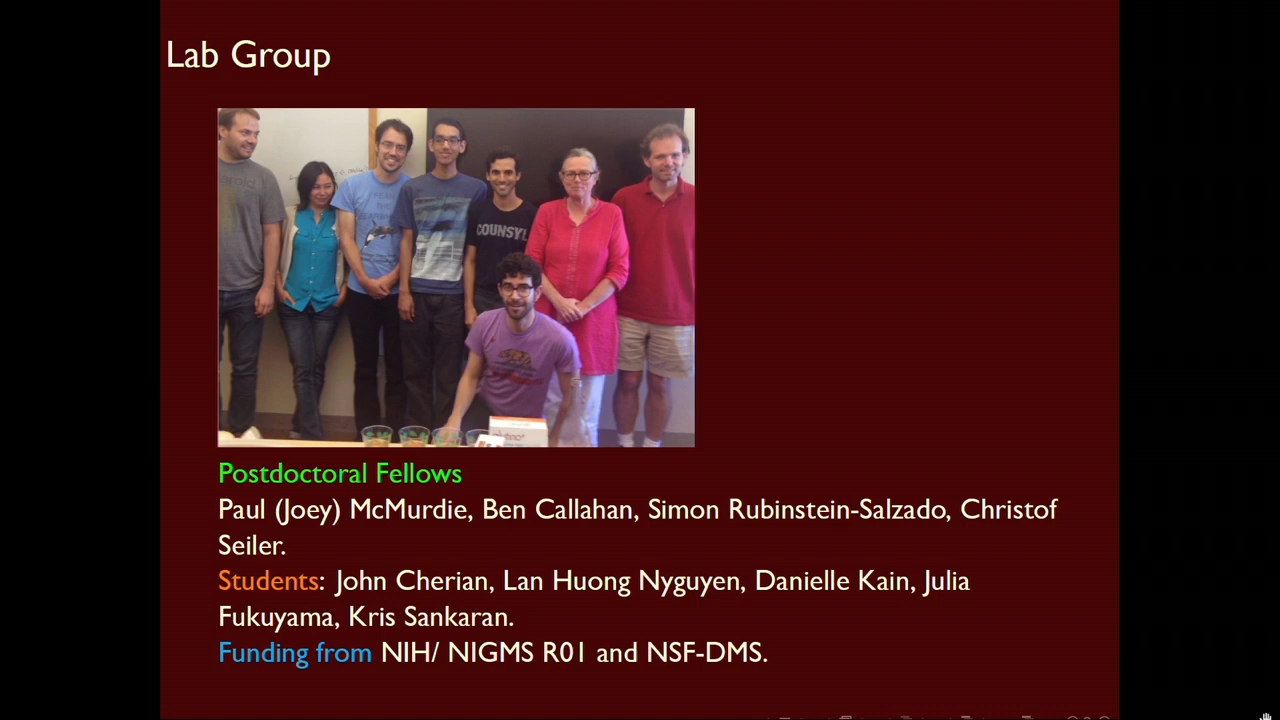 Lab Group
COUNSYL
Postdoctoral Fellows
Paul (Joey) McMurdie, Ben Callahan, Simon Rubinstein-Salzado, Christof
Seiler.
Students: John Cherian, Lan Huong Nyguyen, Danielle Kain, Julia
Fukuyama, Kris Sankaran.
Funding from NIH/ NIGMS R01 and NSF-DMS.